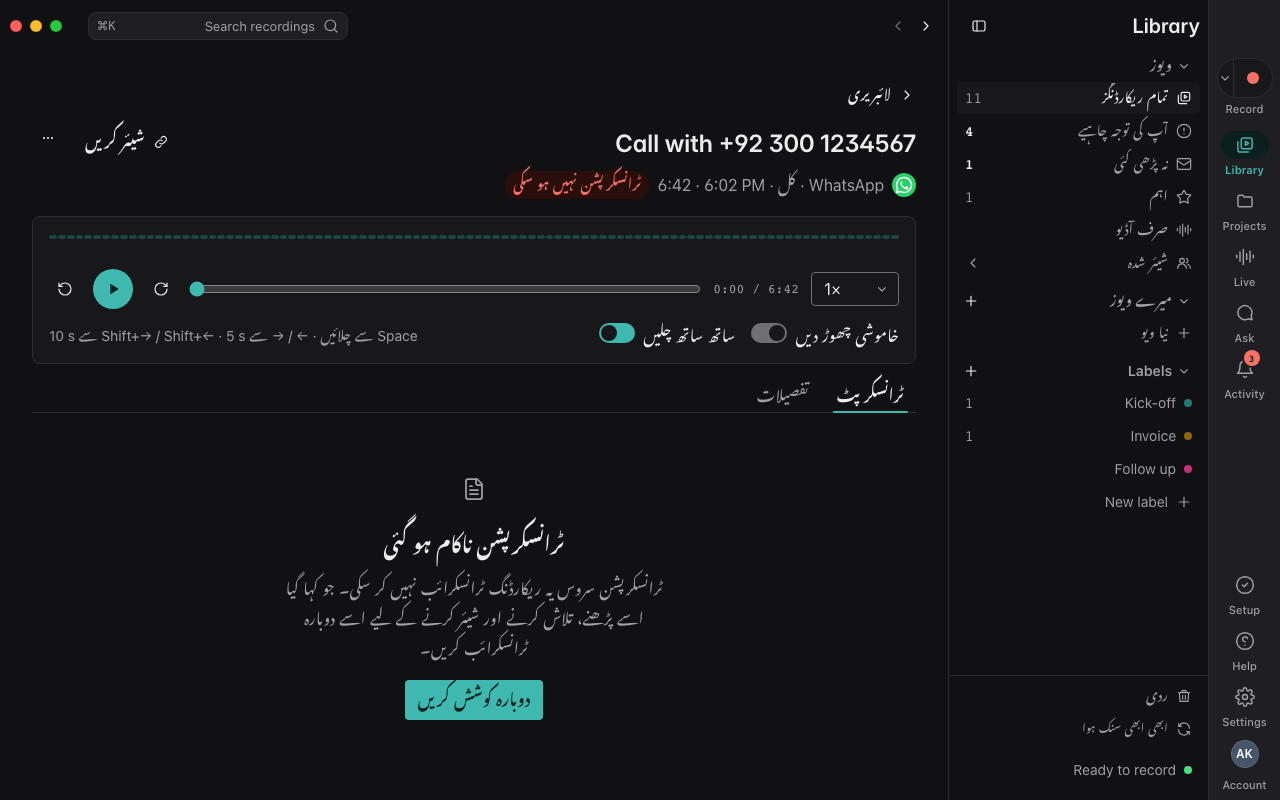 ⌘K Search recordings
Library
ویوز
تمام ریکارڈنگز 11
آپ کی توجہ چاہیے 4
نہ پڑھی گئی 1
اہم 1
صرف آڈیو
شیئر شدہ
میرے ویوز
نیا ویو
Labels
Kick-off 1
Invoice 1
Follow up
New label
ردی
ابھی ابھی سنک ہوا
Ready to record
Record
Library
Projects
Live
Ask
3
Activity
Setup
Help
Settings
AK
Account
لائبریری
Call with +92 300 1234567
شیئر کریں
WhatsApp · کل · 6:02 PM · 6:42 ٹرانسکرپشن نہیں ہو سکی
0:00 / 6:42 1×
خاموشی چھوڑ دیں ساتھ ساتھ چلیں
Space سے چلائیں · ← / → سے 5 s · Shift+← / Shift+→ سے 10 s
ٹرانسکرپٹ تفصیلات
ٹرانسکرپشن ناکام ہو گئی
ٹرانسکرپشن سروس یہ ریکارڈنگ ٹرانسکرائب نہیں کر سکی۔ جو کہا گیا
اسے پڑھنے، تلاش کرنے اور شیئر کرنے کے لیے اسے دوبارہ
ٹرانسکرائب کریں۔
دوبارہ کوشش کریں